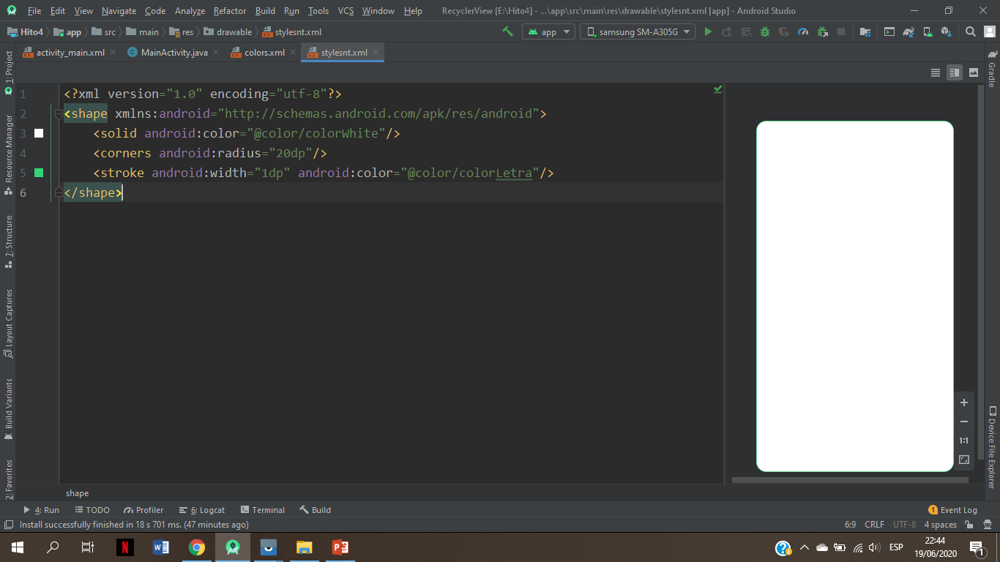 File Edit View Navigate Code Analyze Refactor Build Run Tools VCS Window Help RecyclerView [E:\Hito4] - ...\app\src\main\res\drawable\stylesnt.xml [app] - Android Studio
Hito4 app src main res drawable stylesnt.xml app samsung SM-A305G
activity_main.xml MainActivity.java colors.xml stylesnt.xml
1: Project
Resource Manager
7: Structure
Layout Captures
Build Variants
2: Favorites
1 <?xml version="1.0" encoding="utf-8"?>
2 <shape xmlns:android="http://schemas.android.com/apk/res/android">
3 <solid android:color="@color/colorWhite"/>
4 <corners android:radius="20dp"/>
5 <stroke android:width="1dp" android:color="@color/colorLetra"/>
6 </shape>
1:1
Gradle
Device File Explorer
shape
4: Run TODO Profiler 6: Logcat Terminal Build 1 Event Log
Install successfully finished in 18 s 701 ms. (47 minutes ago) 6:9 CRLF UTF-8 4 spaces
ESP 22:44
19/06/2020 1